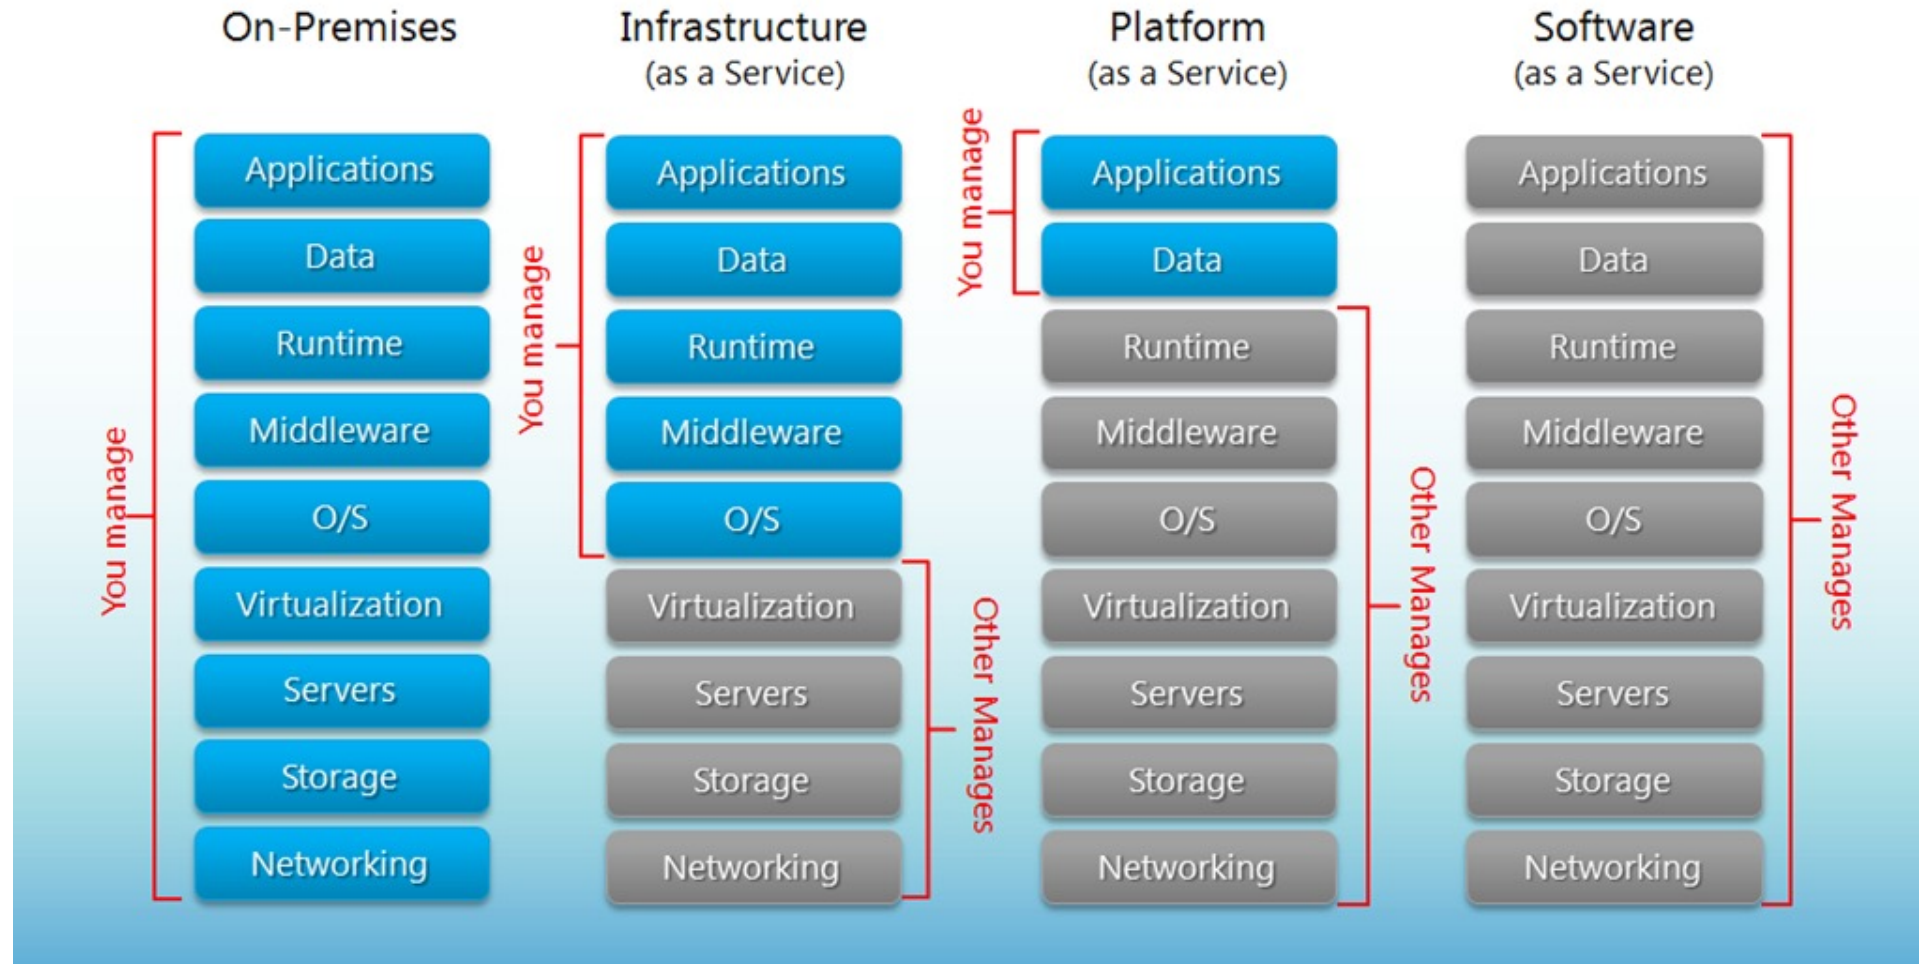 On-Premises
Infrastructure
(as a Service)
Platform
(as a Service)
Software
(as a Service)
You manage
Applications
Data
Runtime
Middleware
O/S
Virtualization
Servers
Storage
Networking
You manage
Applications
Data
Runtime
Middleware
O/S
Virtualization
Servers
Storage
Networking
Other Manages
You manage
Applications
Data
Runtime
Middleware
O/S
Virtualization
Servers
Storage
Networking
Other Manages
Applications
Data
Runtime
Middleware
O/S
Virtualization
Servers
Storage
Networking
Other Manages